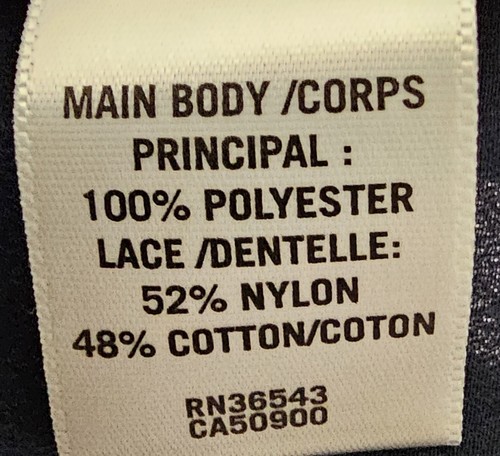 MAIN BODY /CORPS
PRINCIPAL :
100% POLYESTER
LACE /DENTELLE:
52% NYLON
48% COTTON/COTON
RN36543
CA50900